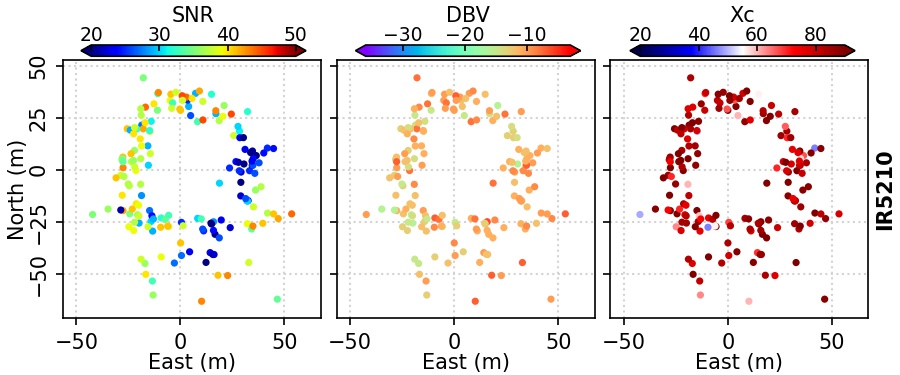 SNR DBV Xc
20 30 40 50 −30 −20 −10 20 40 60 80
50
25
0
−25
−50
North (m)
IR5210
−50 0 50 −50 0 50 −50 0 50
East (m) East (m) East (m)